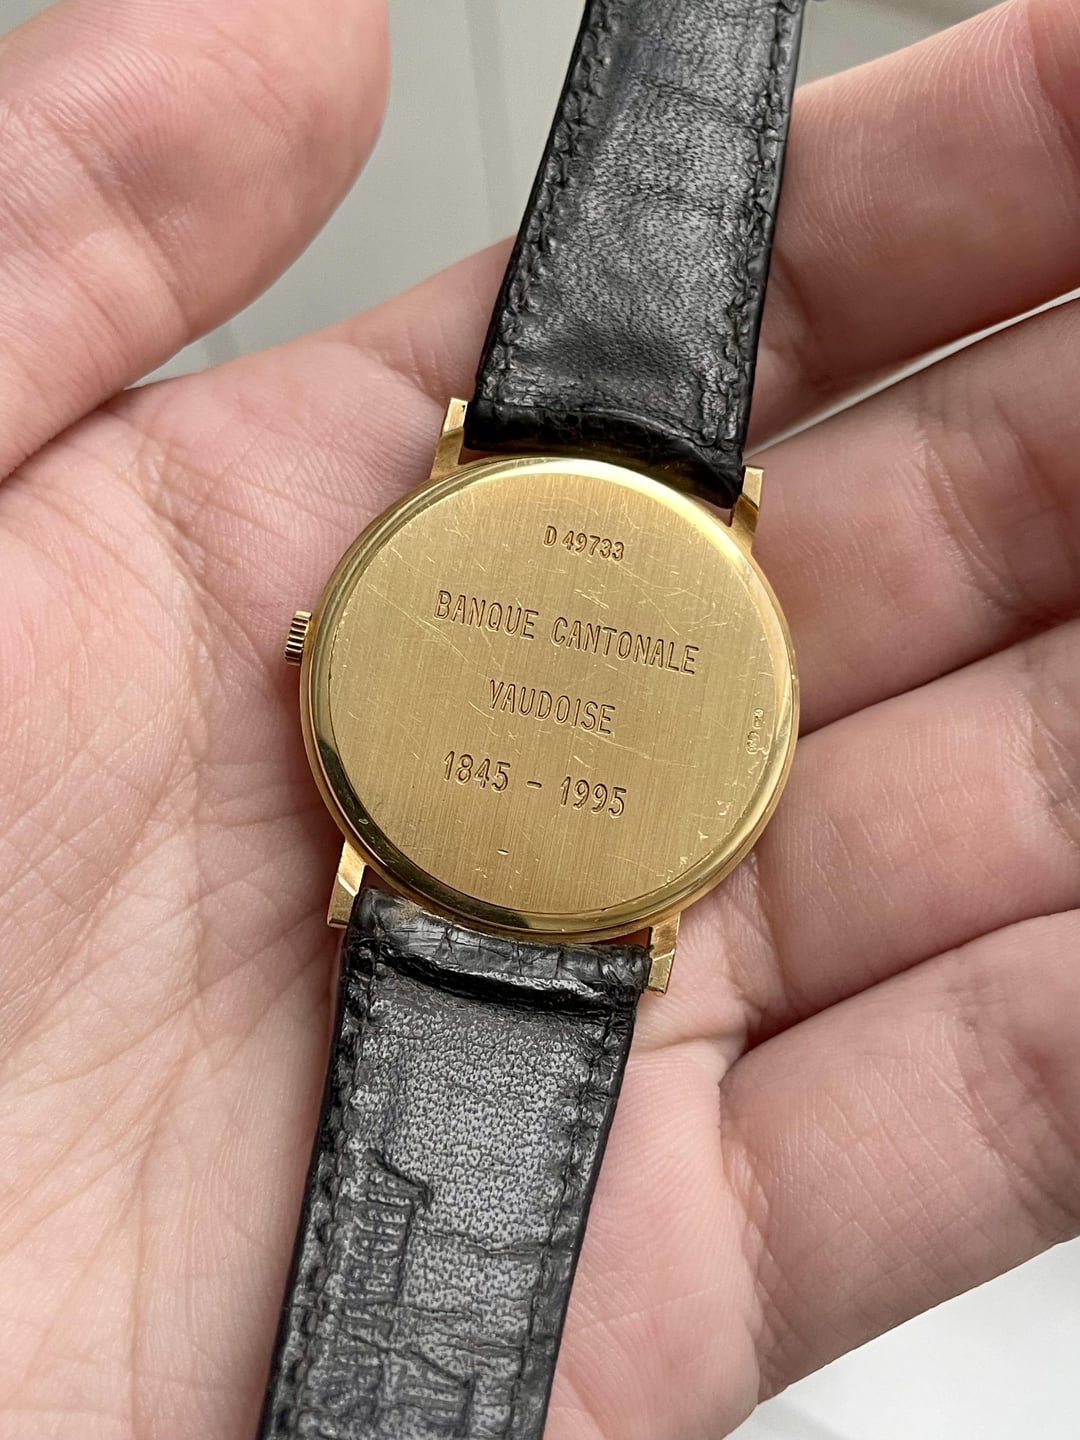 D 49733
BANQUE CANTONALE
VAUDOISE
1845 - 1995